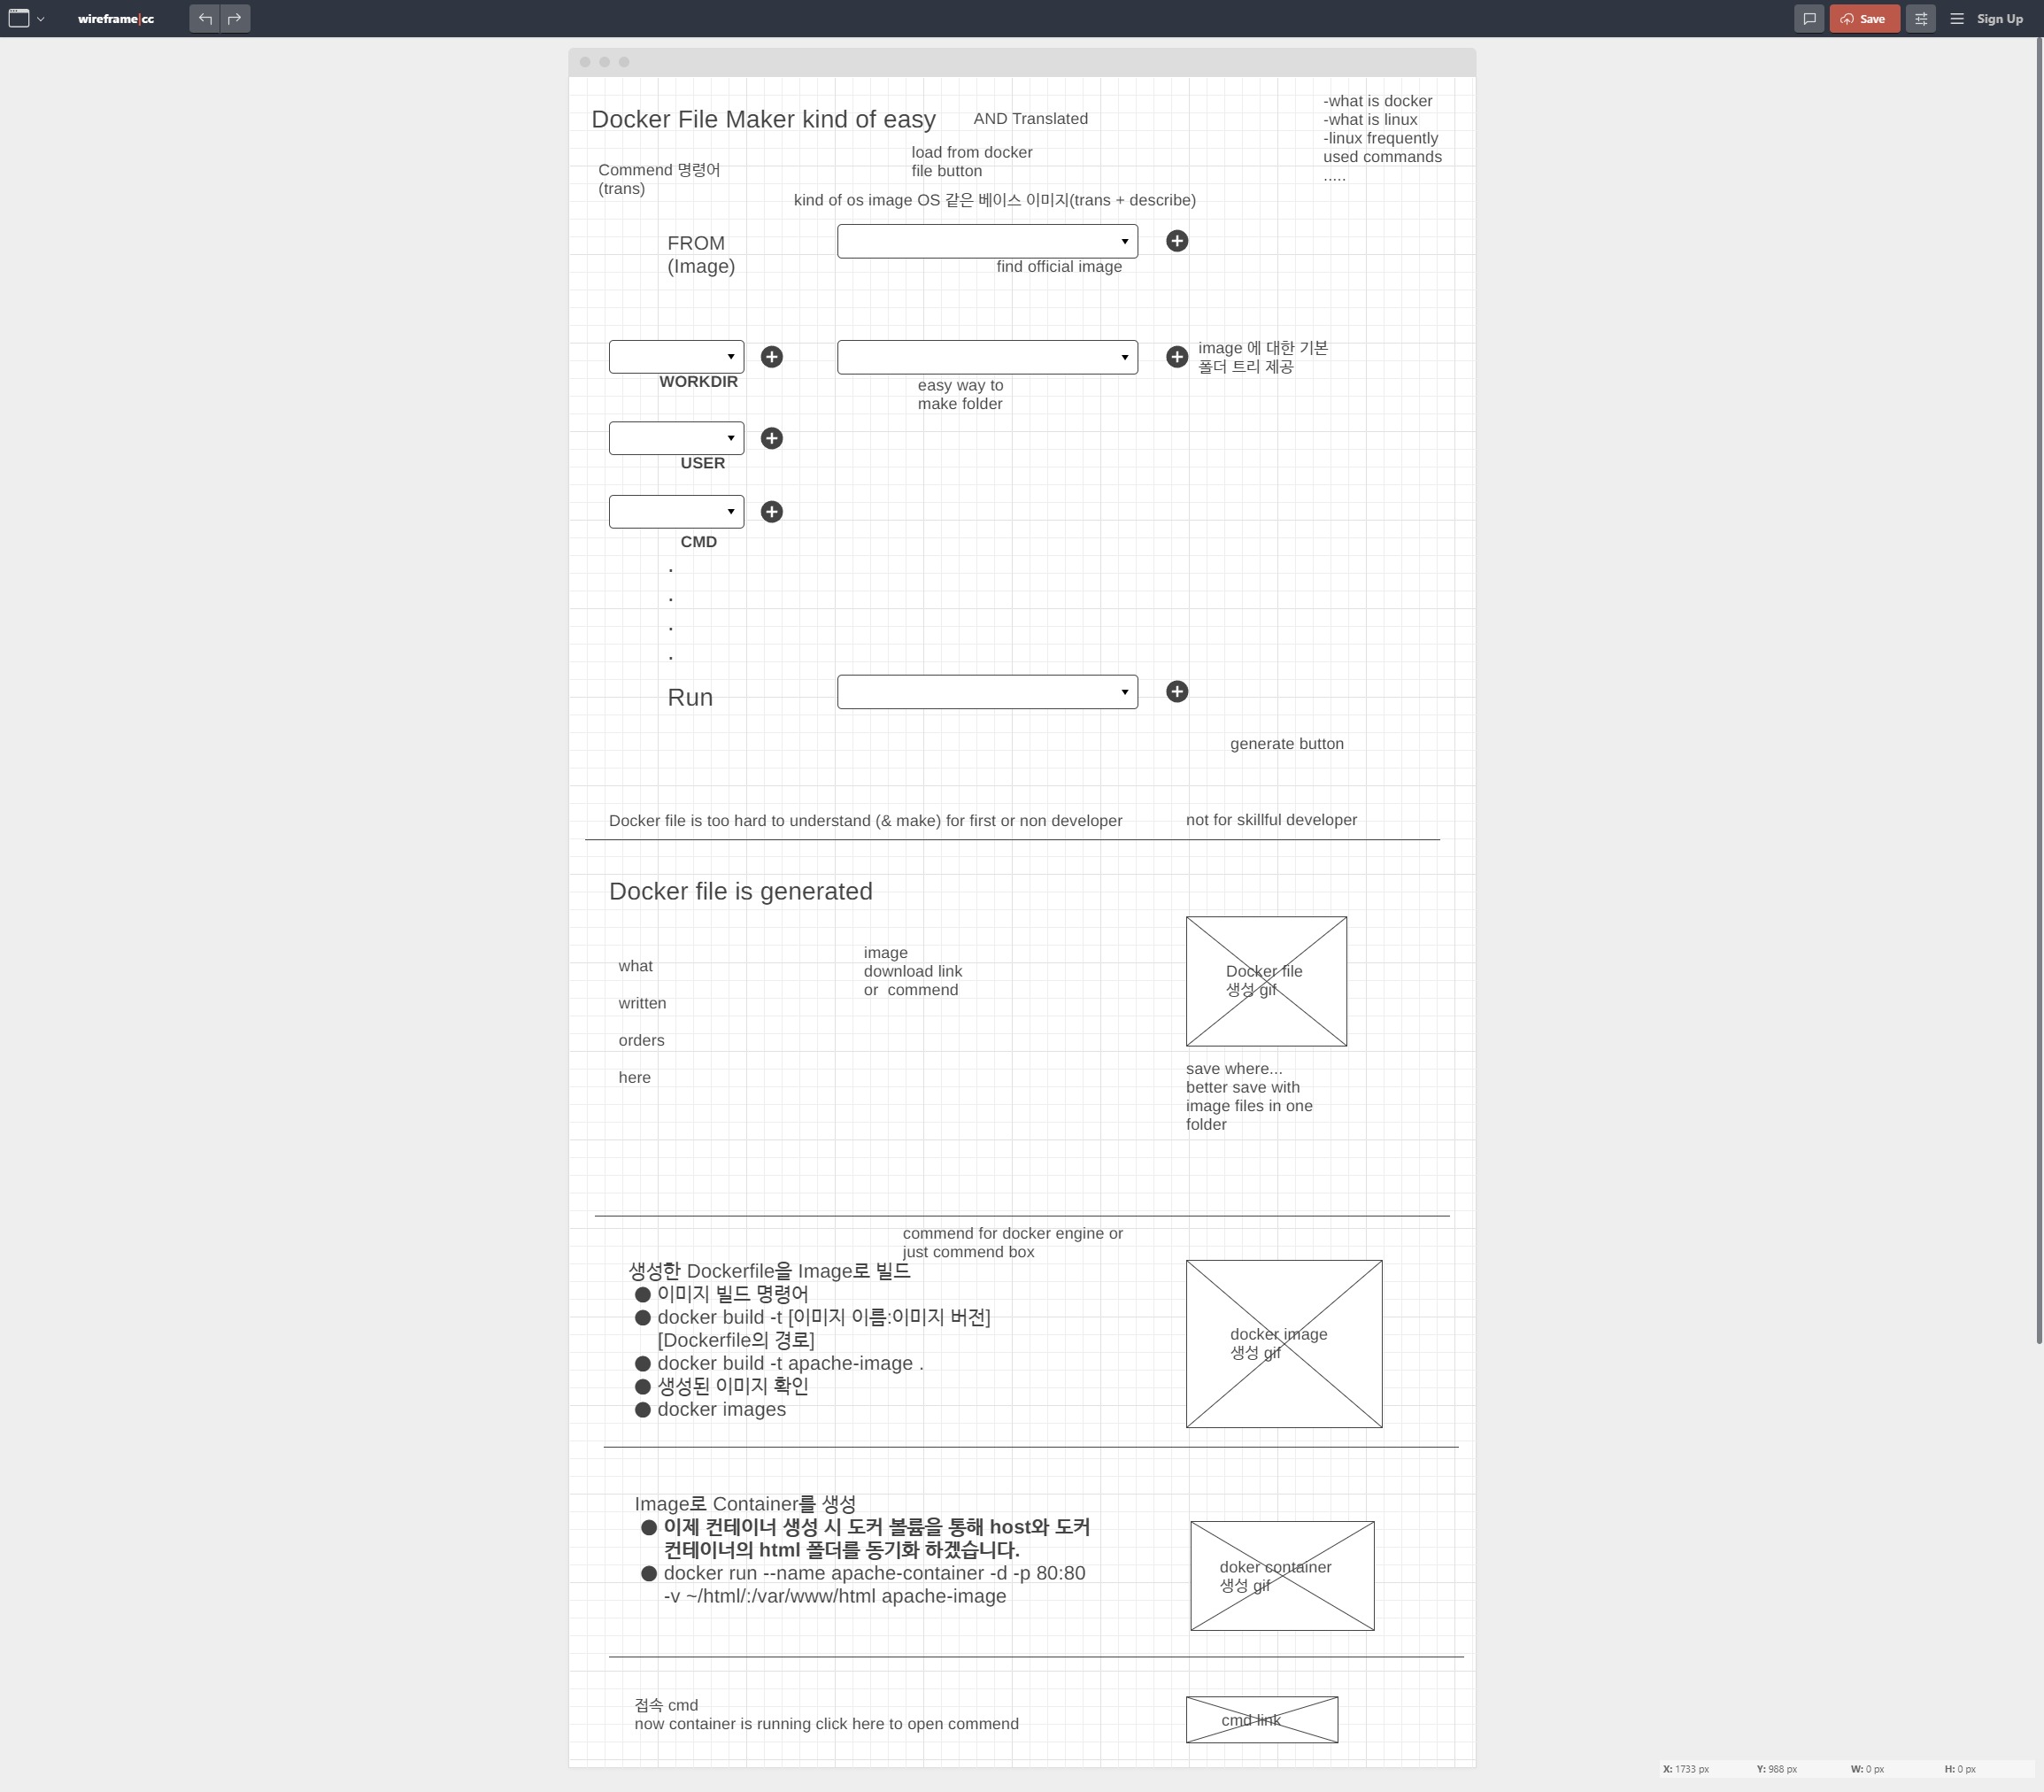 wireframe|cc
Save
Sign Up
Docker File Maker kind of easy
AND Translated
-what is docker
-what is linux
-linux frequently
used commands
.....
load from docker
file button
Commend 명령어
(trans)
kind of os image OS 같은 베이스 이미지(trans + describe)
FROM
(Image)
find official image
image 에 대한 기본
폴더 트리 제공
WORKDIR
easy way to
make folder
USER
CMD
.
.
.
.
Run
generate button
Docker file is too hard to understand (& make) for first or non developer
not for skillful developer
Docker file is generated
what
written
orders
here
image
download link
or commend
Docker file
생성 gif
save where...
better save with
image files in one
folder
commend for docker engine or
just commend box
생성한 Dockerfile을 Image로 빌드
● 이미지 빌드 명령어
● docker build -t [이미지 이름:이미지 버전]
[Dockerfile의 경로]
● docker build -t apache-image .
● 생성된 이미지 확인
● docker images
docker image
생성 gif
Image로 Container를 생성
● 이제 컨테이너 생성 시 도커 볼륨을 통해 host와 도커
컨테이너의 html 폴더를 동기화 하겠습니다.
● docker run --name apache-container -d -p 80:80
-v ~/html/:/var/www/html apache-image
doker container
생성 gif
접속 cmd
now container is running click here to open commend
cmd link
X: 1733 px Y: 988 px W: 0 px H: 0 px